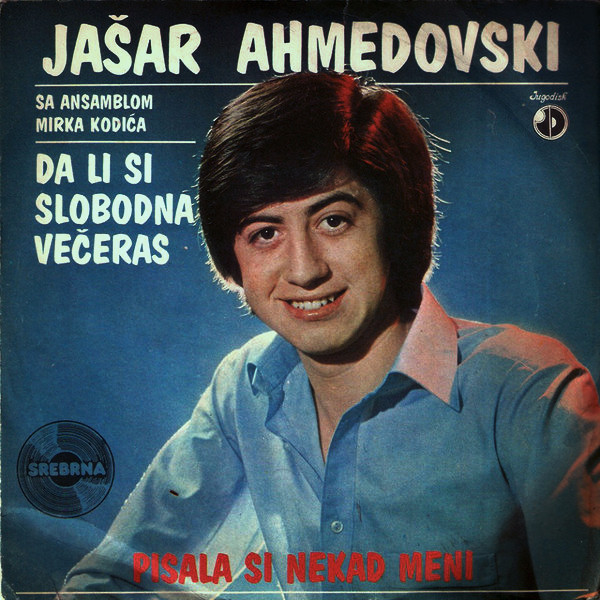 JAŠAR AHMEDOVSKI
SA ANSAMBLOM
MIRKA KODIĆA
Jugodisk
DA LI SI
SLOBODNA
VEČERAS
SREBRNA
PISALA SI NEKAD MENI